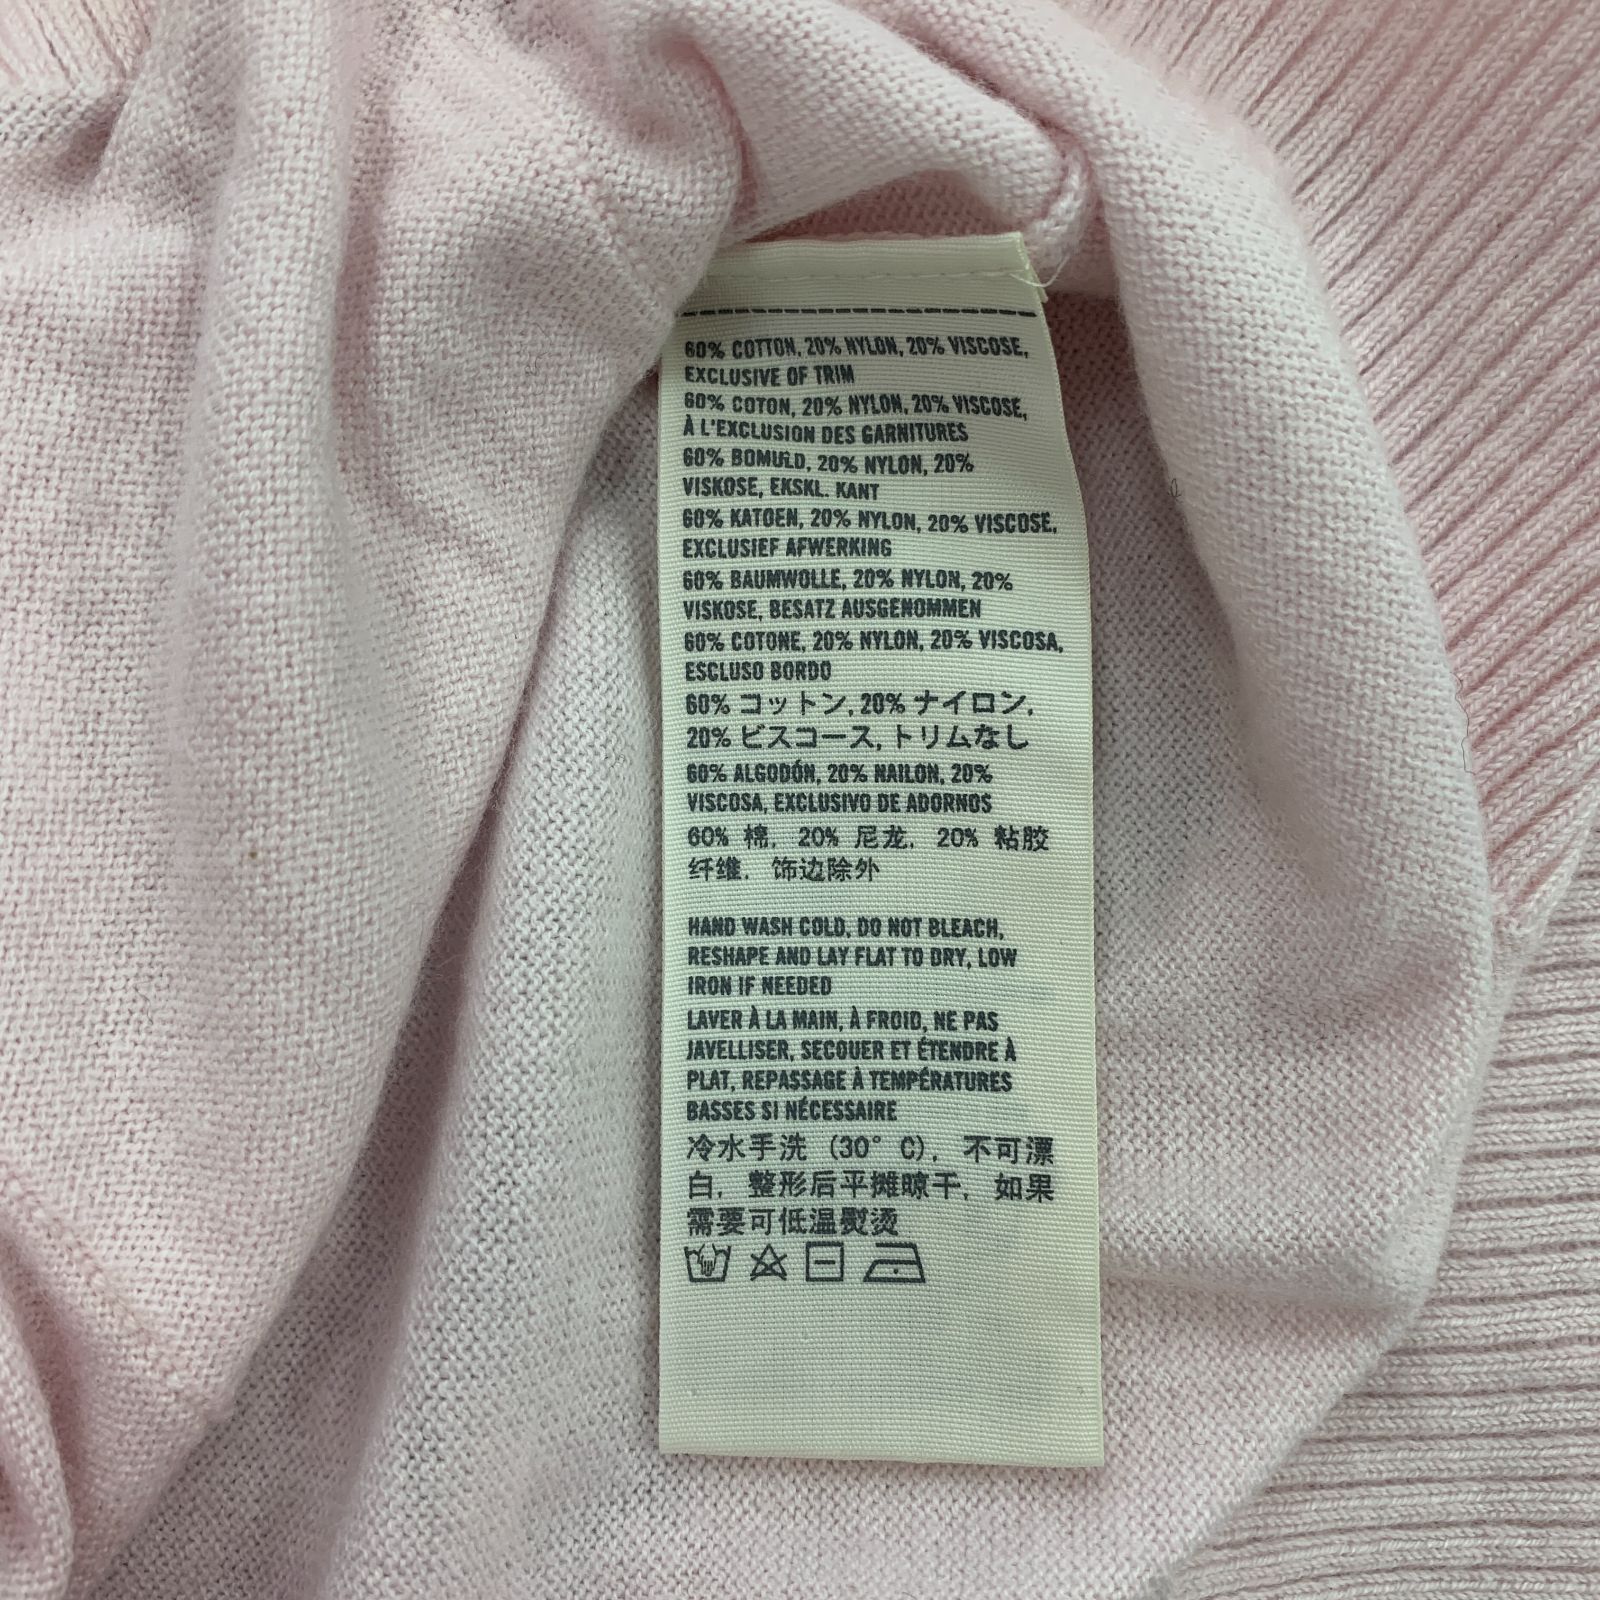 60% COTTON, 20% NYLON, 20% VISCOSE,
EXCLUSIVE OF TRIM
60% COTON, 20% NYLON, 20% VISCOSE,
À L'EXCLUSION DES GARNITURES
60% BOMULD, 20% NYLON, 20%
VISKOSE, EKSKL. KANT
60% KATOEN, 20% NYLON, 20% VISCOSE,
EXCLUSIEF AFWERKING
60% BAUMWOLLE, 20% NYLON, 20%
VISKOSE, BESATZ AUSGENOMMEN
60% COTONE, 20% NYLON, 20% VISCOSA,
ESCLUSO BORDO
60% コットン, 20% ナイロン,
20% ビスコース, トリムなし
60% ALGODÓN, 20% NAILON, 20%
VISCOSA, EXCLUSIVO DE ADORNOS
60% 棉, 20% 尼龙, 20% 粘胶
纤维, 饰边除外
HAND WASH COLD, DO NOT BLEACH,
RESHAPE AND LAY FLAT TO DRY, LOW
IRON IF NEEDED
LAVER À LA MAIN, À FROID, NE PAS
JAVELLISER, SECOUER ET ÉTENDRE À
PLAT, REPASSAGE À TEMPÉRATURES
BASSES SI NÉCESSAIRE
冷水手洗 (30° C), 不可漂
白, 整形后平摊晾干, 如果
需要可低温熨烫